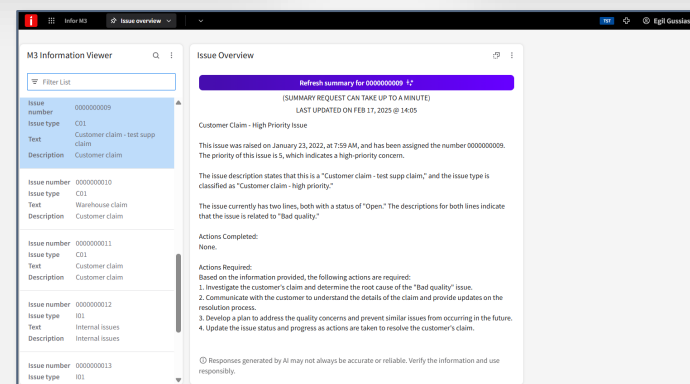 Infor M3
Issue overview
TST
Egil Gussias
M3 Information Viewer
Filter List
Issue number 0000000009
Issue type C01
Text Customer claim - test supp claim
Description Customer claim
Issue number 0000000010
Issue type C01
Text Warehouse claim
Description Customer claim
Issue number 0000000011
Issue type C01
Text Customer claim
Description Customer claim
Issue number 0000000012
Issue type I01
Text Internal issues
Description Internal issues
Issue number 0000000013
Issue type I01
Issue Overview
Refresh summary for 0000000009
(SUMMARY REQUEST CAN TAKE UP TO A MINUTE)
LAST UPDATED ON FEB 17, 2025 @ 14:05
Customer Claim - High Priority Issue
This issue was raised on January 23, 2022, at 7:59 AM, and has been assigned the number 0000000009.
The priority of this issue is 5, which indicates a high-priority concern.
The issue description states that this is a "Customer claim - test supp claim," and the issue type is
classified as "Customer claim - high priority."
The issue currently has two lines, both with a status of "Open." The descriptions for both lines indicate
that the issue is related to "Bad quality."
Actions Completed:
None.
Actions Required:
Based on the information provided, the following actions are required:
1. Investigate the customer's claim and determine the root cause of the "Bad quality" issue.
2. Communicate with the customer to understand the details of the claim and provide updates on the
resolution process.
3. Develop a plan to address the quality concerns and prevent similar issues from occurring in the future.
4. Update the issue status and progress as actions are taken to resolve the customer's claim.
Responses generated by AI may not always be accurate or reliable. Verify the information and use
responsibly.